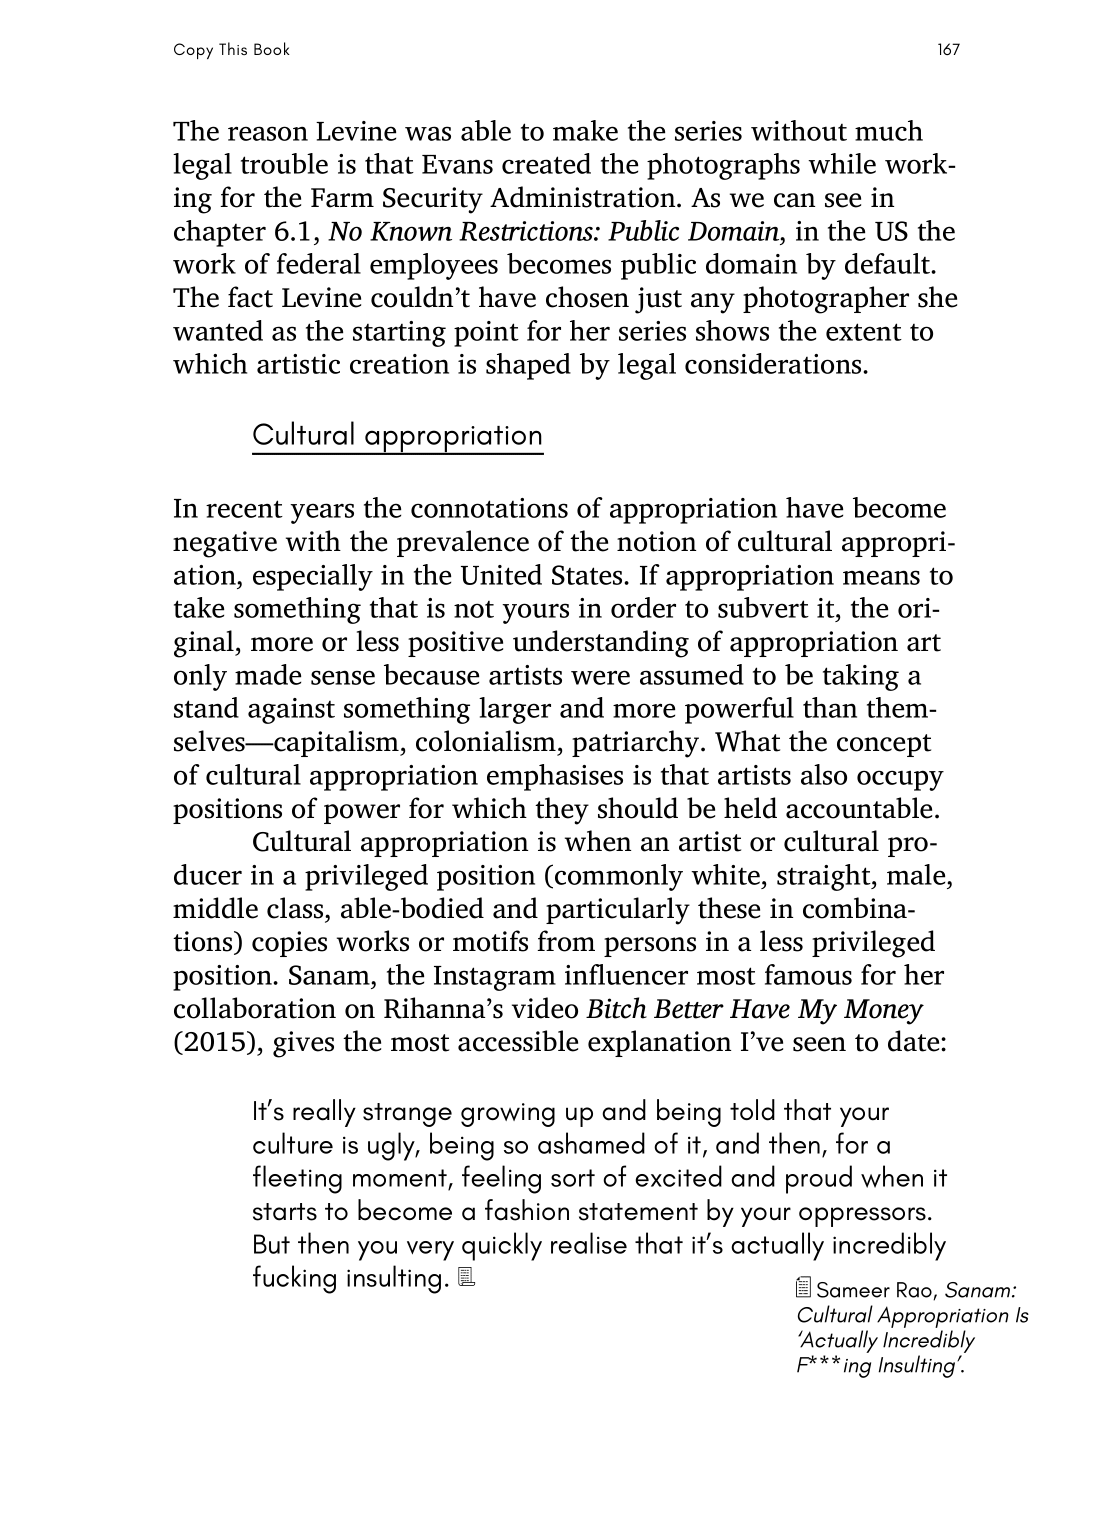 Copy This Book
167
The reason Levine was able to make the series without much
legal trouble is that Evans created the photographs while work-
ing for the Farm Security Administration. As we can see in
chapter 6.1, No Known Restrictions: Public Domain, in the US the
work of federal employees becomes public domain by default.
The fact Levine couldn’t have chosen just any photographer she
wanted as the starting point for her series shows the extent to
which artistic creation is shaped by legal considerations.
Cultural appropriation
In recent years the connotations of appropriation have become
negative with the prevalence of the notion of cultural appropri-
ation, especially in the United States. If appropriation means to
take something that is not yours in order to subvert it, the ori-
ginal, more or less positive understanding of appropriation art
only made sense because artists were assumed to be taking a
stand against something larger and more powerful than them-
selves—capitalism, colonialism, patriarchy. What the concept
of cultural appropriation emphasises is that artists also occupy
positions of power for which they should be held accountable.
Cultural appropriation is when an artist or cultural pro-
ducer in a privileged position (commonly white, straight, male,
middle class, able-bodied and particularly these in combina-
tions) copies works or motifs from persons in a less privileged
position. Sanam, the Instagram influencer most famous for her
collaboration on Rihanna’s video Bitch Better Have My Money
(2015), gives the most accessible explanation I’ve seen to date:
It’s really strange growing up and being told that your
culture is ugly, being so ashamed of it, and then, for a
fleeting moment, feeling sort of excited and proud when it
starts to become a fashion statement by your oppressors.
But then you very quickly realise that it’s actually incredibly
fucking insulting.
Sameer Rao, Sanam:
Cultural Appropriation Is
‘Actually Incredibly
F***ing Insulting’.